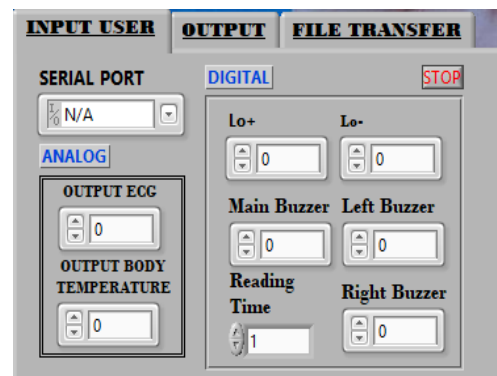 INPUT USER
OUTPUT
FILE TRANSFER
SERIAL PORT
I/O N/A
ANALOG
OUTPUT ECG
0
OUTPUT BODY
TEMPERATURE
0
DIGITAL
STOP
Lo+
Lo-
0
0
Main Buzzer
Left Buzzer
0
0
Reading
Time
1
Right Buzzer
0